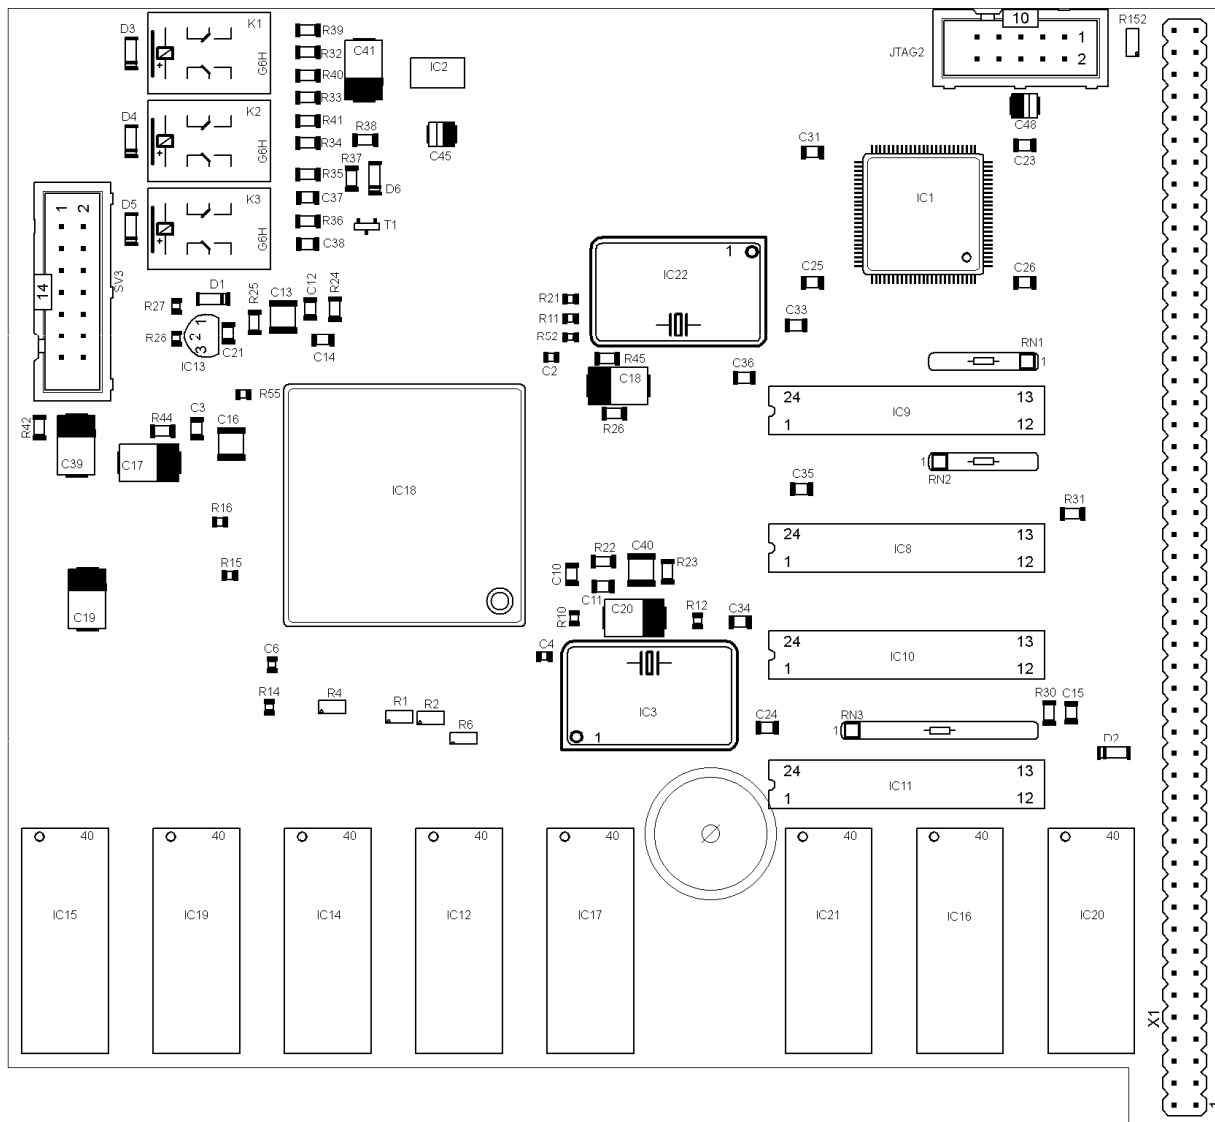 K1
10
R152
D3
R39
C41
1
R32
IC2
JTAG2
2
G6H
R40
R33
K2
C48
D4
R41
R38
C31
R34
C45
C23
G6H
R37
R35
D6
K3
C37
IC1
1 2
D5
R36
T1
C38
G6H
1
IC22
C25
C26
SV3
14
D1
R25
C13
C12
R24
R21
R27
R11
C33
1
2
3
R28
C21
R52
RN1
IC13
C14
C2
R45
C36
1
C18
R55
24
13
R42
R44
C3
C16
IC9
R26
1
12
C39
C17
1
RN2
C35
IC18
R31
R16
24
13
IC8
R22
C40
R23
1
12
R15
C10
C11
C19
R10
C20
R12
C34
C6
C4
24
13
IC10
1
12
R14
R4
R1
R2
IC3
R30
C15
R6
C24
RN3
1
1
D2
24
13
IC11
1
12
40
40
40
40
40
40
40
40
IC15
IC19
IC14
IC12
IC17
IC21
IC16
IC20
X1
1